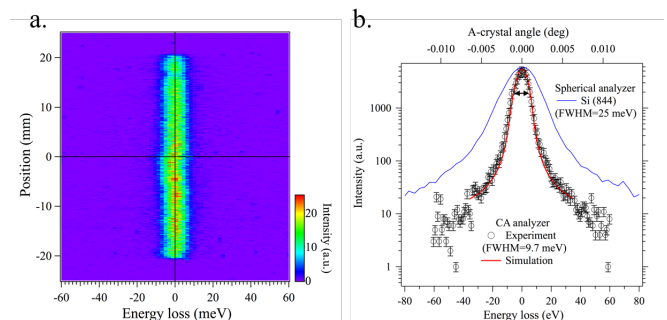 a.
20
10
0
-10
-20
Position (mm)
-60
-40
-20
0
20
40
60
Energy loss (meV)
20
10
0
Intensity (a.u.)
b.
A-crystal angle (deg)
-0.010
-0.005
0.000
0.005
0.010
Intensity (a.u.)
1000
100
10
1
Spherical analyzer
Si (844)
(FWHM=25 meV)
CA analyzer
Experiment
(FWHM=9.7 meV)
Simulation
-80
-60
-40
-20
0
20
40
60
80
Energy loss (eV)